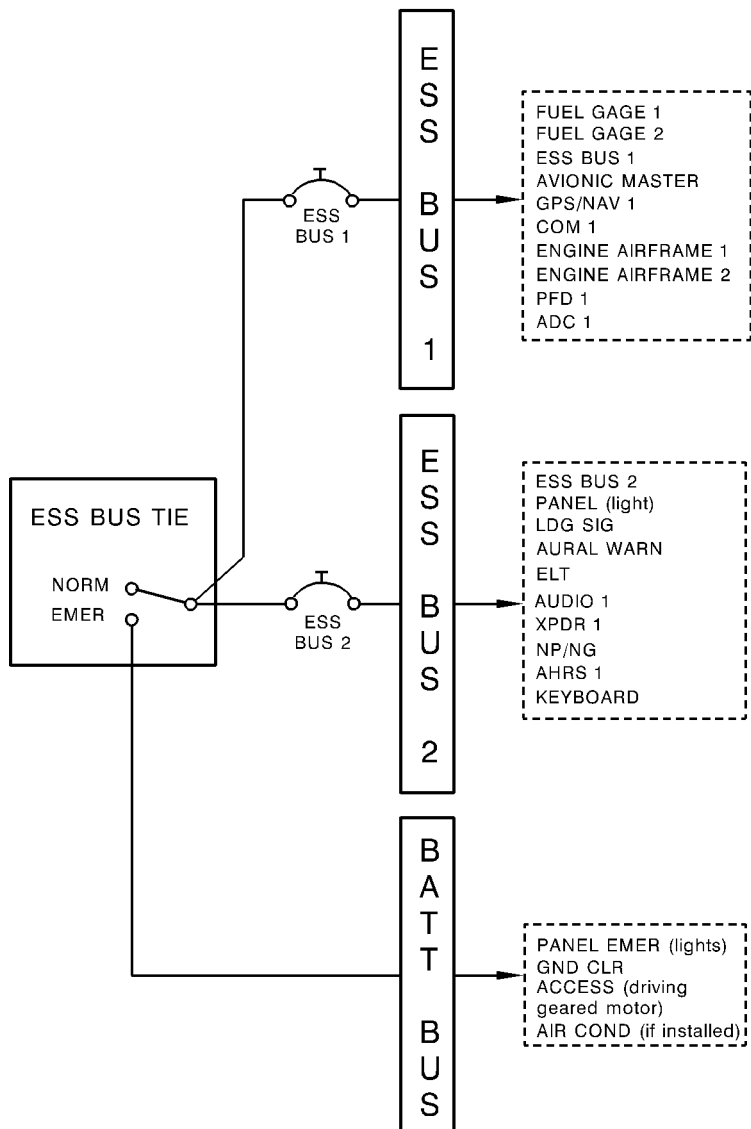 ESS BUS 1
FUEL GAGE 1
FUEL GAGE 2
ESS BUS 1
AVIONIC MASTER
GPS/NAV 1
COM 1
ENGINE AIRFRAME 1
ENGINE AIRFRAME 2
PFD 1
ADC 1
ESS
BUS 1
ESS BUS TIE
NORM
EMER
ESS
BUS 2
ESS BUS 2
ESS BUS 2
PANEL (light)
LDG SIG
AURAL WARN
ELT
AUDIO 1
XPDR 1
NP/NG
AHRS 1
KEYBOARD
BATT BUS
PANEL EMER (lights)
GND CLR
ACCESS (driving
geared motor)
AIR COND (if installed)